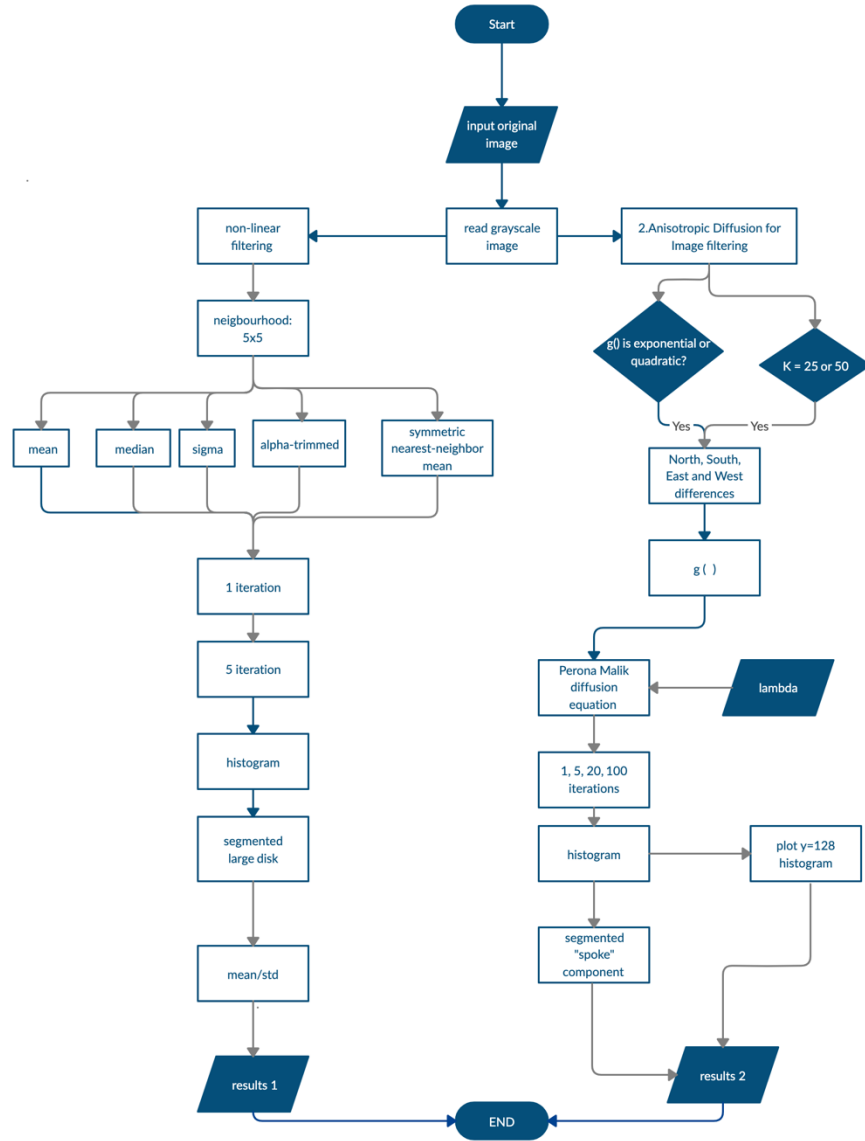 Start
input original
image
non-linear
filtering
read grayscale
image
2.Anisotropic Diffusion for
Image filtering
neigbourhood:
5x5
g() is exponential or
quadratic?
K = 25 or 50
Yes
Yes
mean
median
sigma
alpha-trimmed
symmetric
nearest-neighbor
mean
North, South,
East and West
differences
g ( )
1 iteration
5 iteration
Perona Malik
diffusion
equation
lambda
histogram
1, 5, 20, 100
iterations
segmented
large disk
histogram
plot y=128
histogram
segmented
"spoke"
component
mean/std
results 1
results 2
END